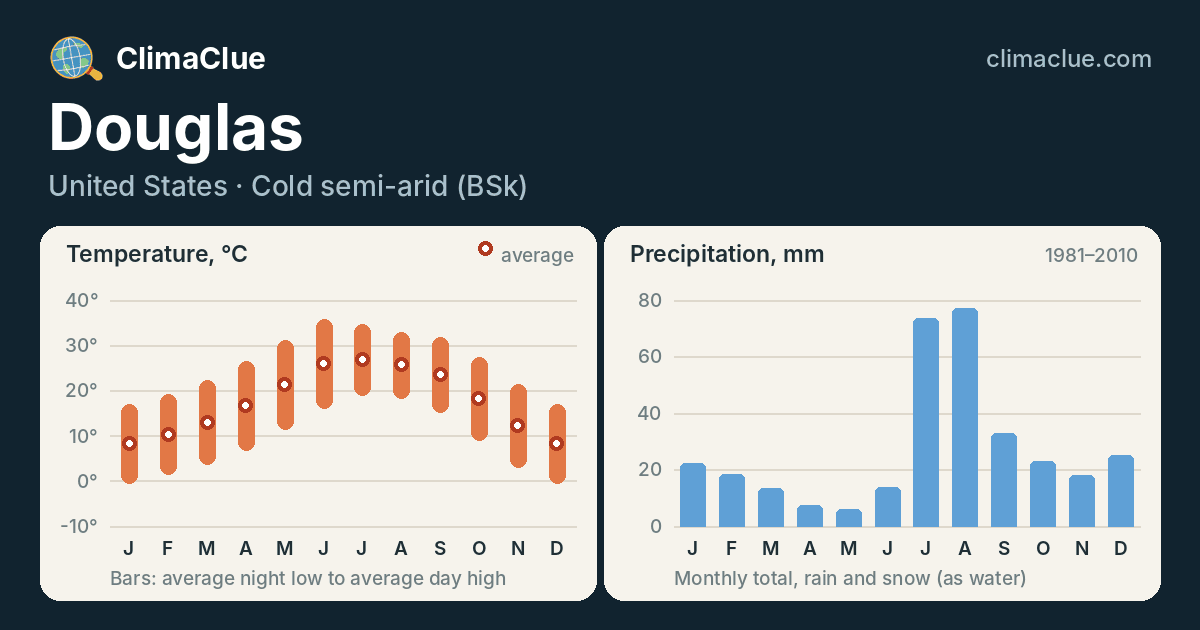 ClimaClue
climaclue.com
Douglas
United States · Cold semi-arid (BSk)
Temperature, °C
average
40°
30°
20°
10°
0°
-10°
J F M A M J J A S O N D
Bars: average night low to average day high
Precipitation, mm
1981–2010
80
60
40
20
0
J F M A M J J A S O N D
Monthly total, rain and snow (as water)